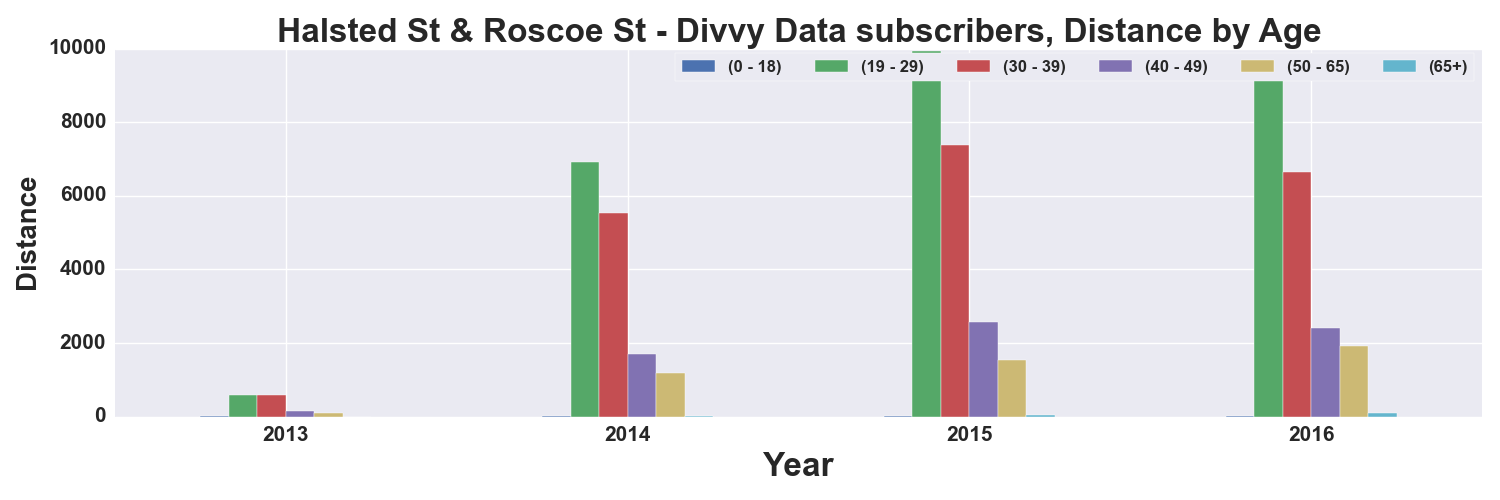 Halsted St & Roscoe St - Divvy Data subscribers, Distance by Age
10000
(0 - 18) (19 - 29) (30 - 39) (40 - 49) (50 - 65) (65+)
8000
6000
4000
2000
0
Distance
2013 2014 2015 2016
Year